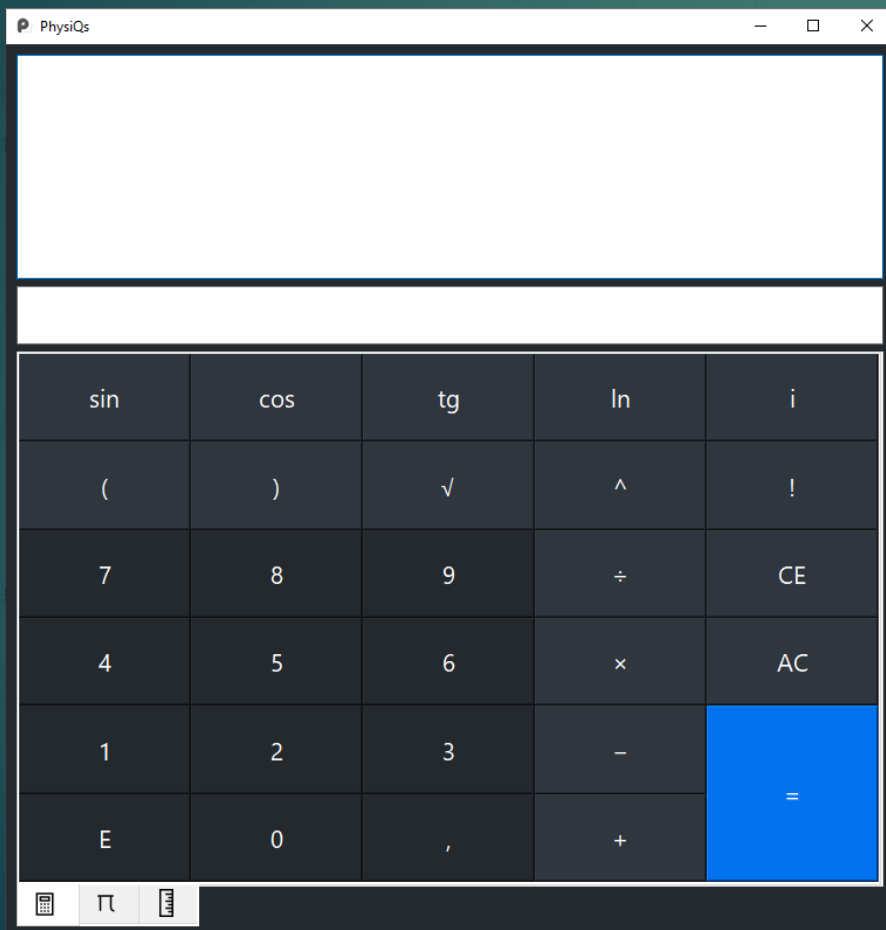 PhysiQs
sin cos tg ln i
( ) √ ^ !
7 8 9 ÷ CE
4 5 6 × AC
1 2 3 − =
E 0 , +
π